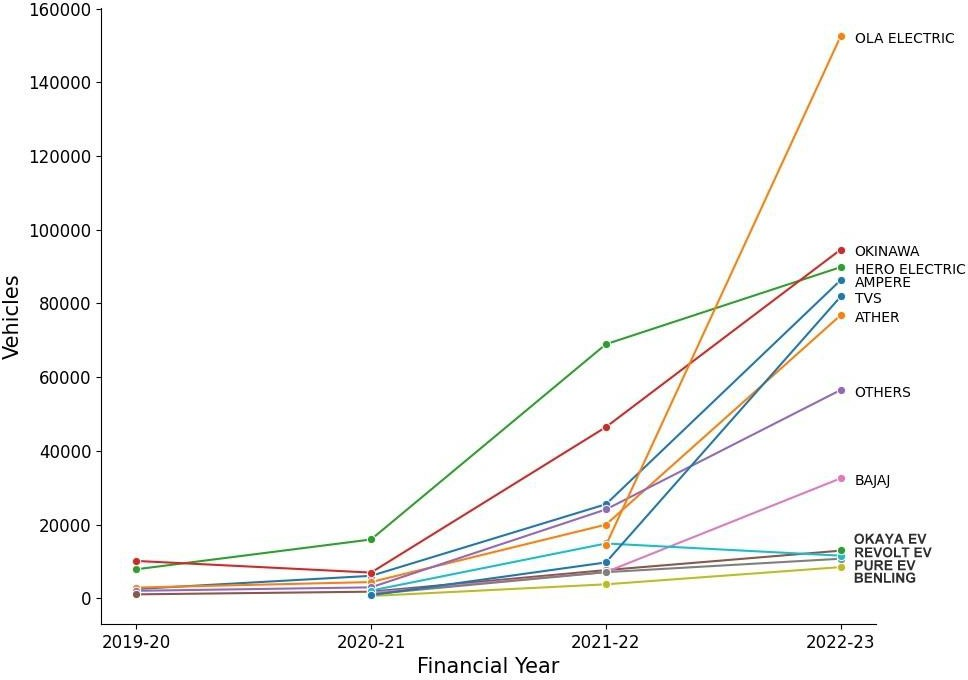 160000
140000
120000
100000
80000
60000
40000
20000
0
Vehicles
2019-20
2020-21
2021-22
2022-23
Financial Year
OLA ELECTRIC
OKINAWA
HERO ELECTRIC
AMPERE
TVS
ATHER
OTHERS
BAJAJ
OKAYA EV
REVOLT EV
PURE EV
BENLING